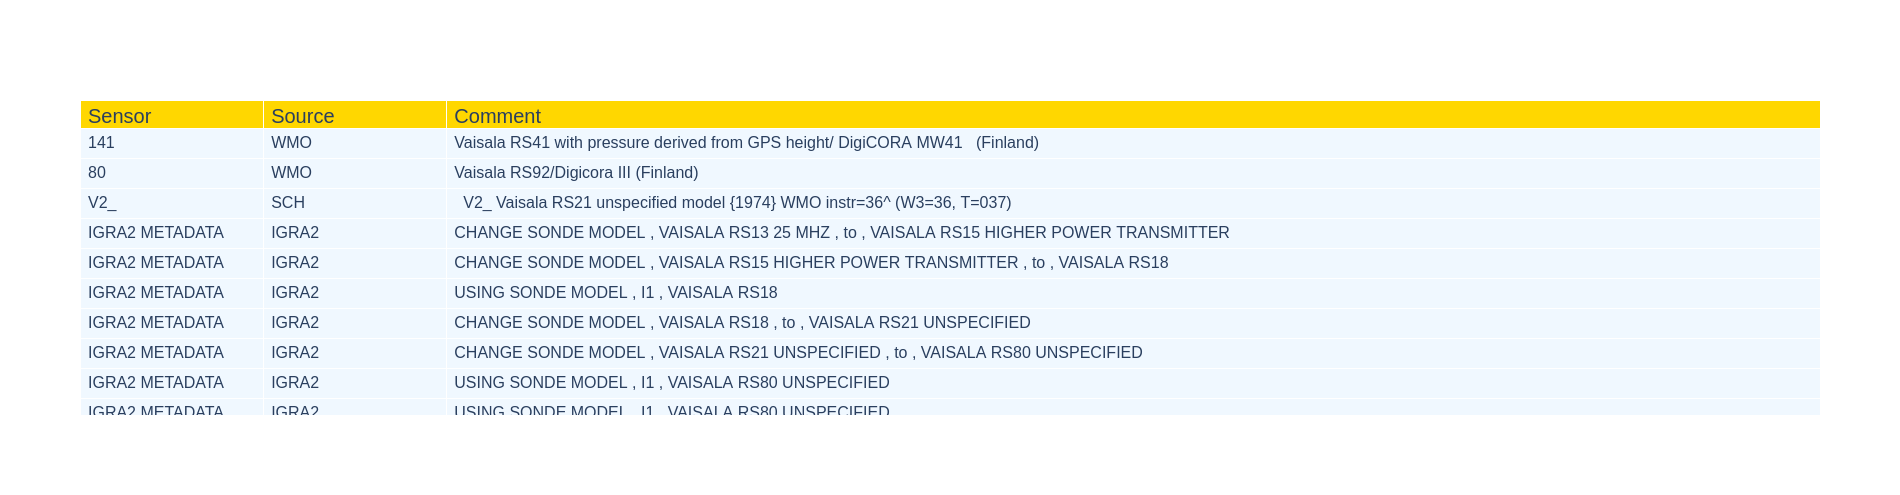 Sensor Source Comment
141 WMO Vaisala RS41 with pressure derived from GPS height/ DigiCORA MW41 (Finland)
80 WMO Vaisala RS92/Digicora III (Finland)
V2_ SCH V2_ Vaisala RS21 unspecified model {1974} WMO instr=36^ (W3=36, T=037)
IGRA2 METADATA IGRA2 CHANGE SONDE MODEL , VAISALA RS13 25 MHZ , to , VAISALA RS15 HIGHER POWER TRANSMITTER
IGRA2 METADATA IGRA2 CHANGE SONDE MODEL , VAISALA RS15 HIGHER POWER TRANSMITTER , to , VAISALA RS18
IGRA2 METADATA IGRA2 USING SONDE MODEL , I1 , VAISALA RS18
IGRA2 METADATA IGRA2 CHANGE SONDE MODEL , VAISALA RS18 , to , VAISALA RS21 UNSPECIFIED
IGRA2 METADATA IGRA2 CHANGE SONDE MODEL , VAISALA RS21 UNSPECIFIED , to , VAISALA RS80 UNSPECIFIED
IGRA2 METADATA IGRA2 USING SONDE MODEL , I1 , VAISALA RS80 UNSPECIFIED
IGRA2 METADATA IGRA2 USING SONDE MODEL , I1 , VAISALA RS80 UNSPECIFIED